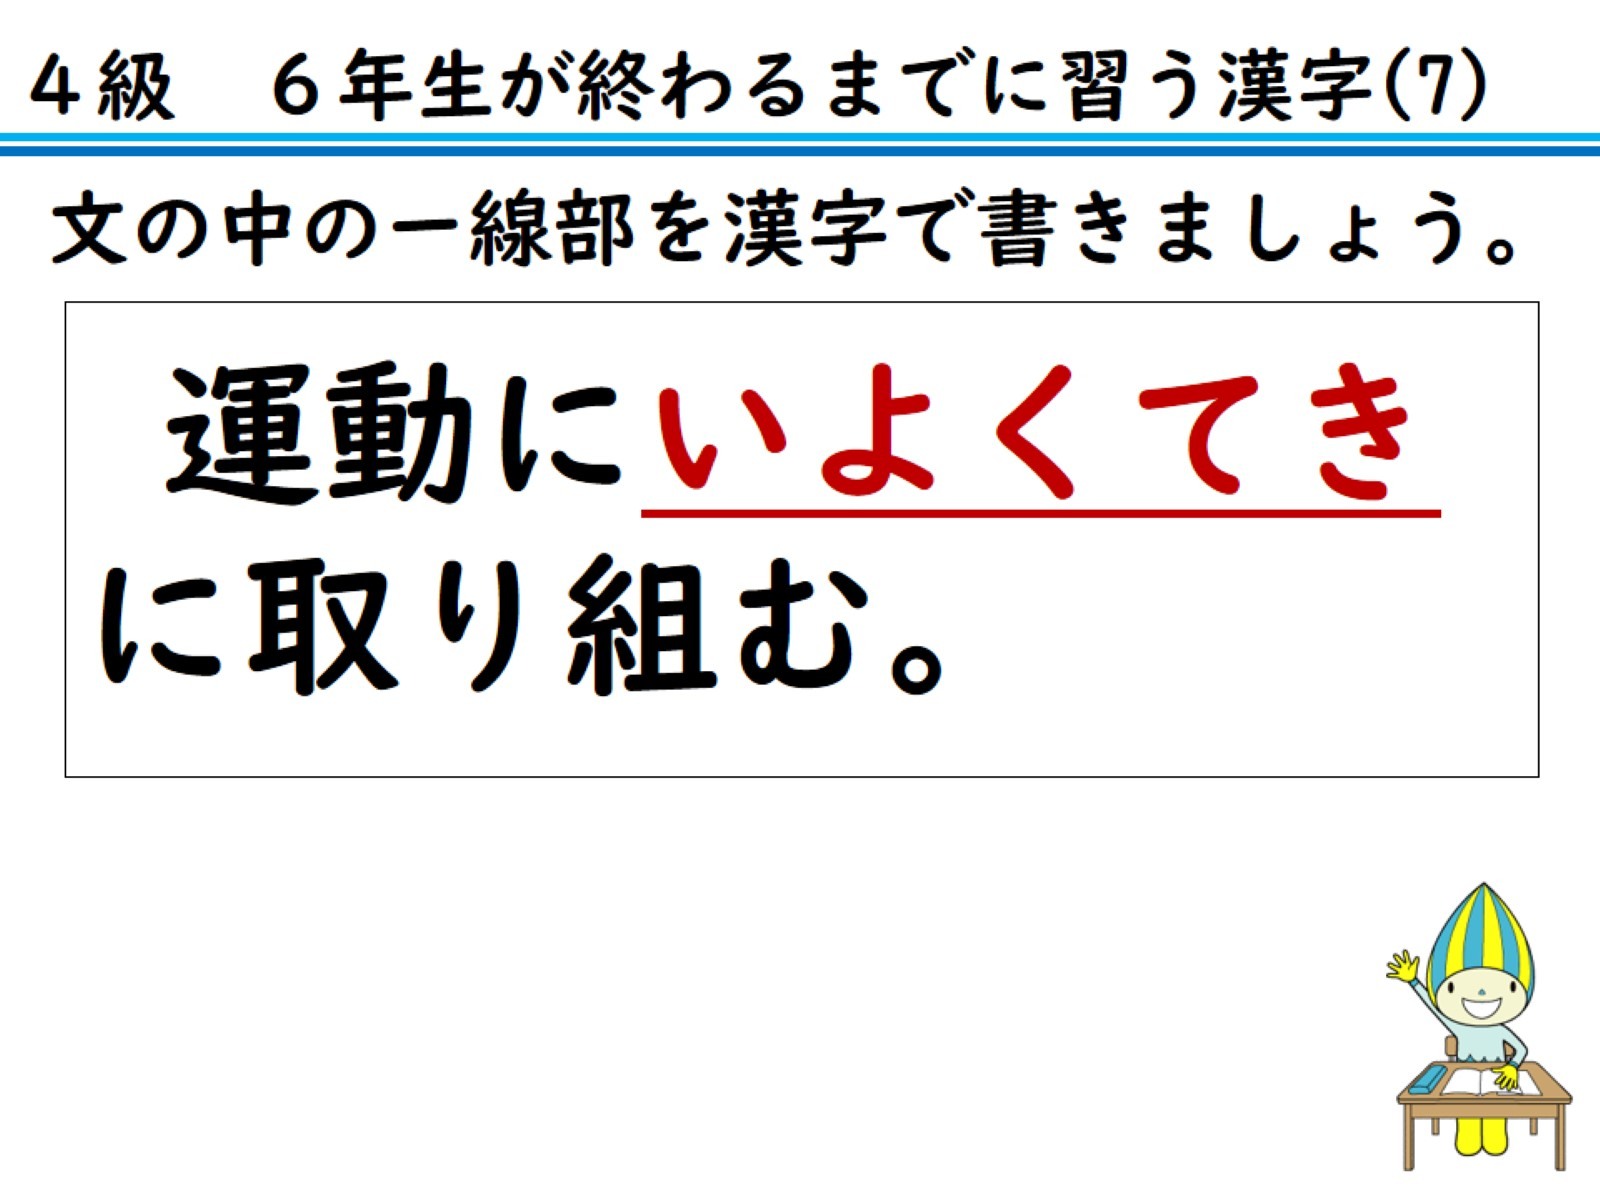 ４級　６年生が終わるまでに習う漢字(7)
文の中の一線部を漢字で書きましょう。
運動にいよくてき
に取り組む。